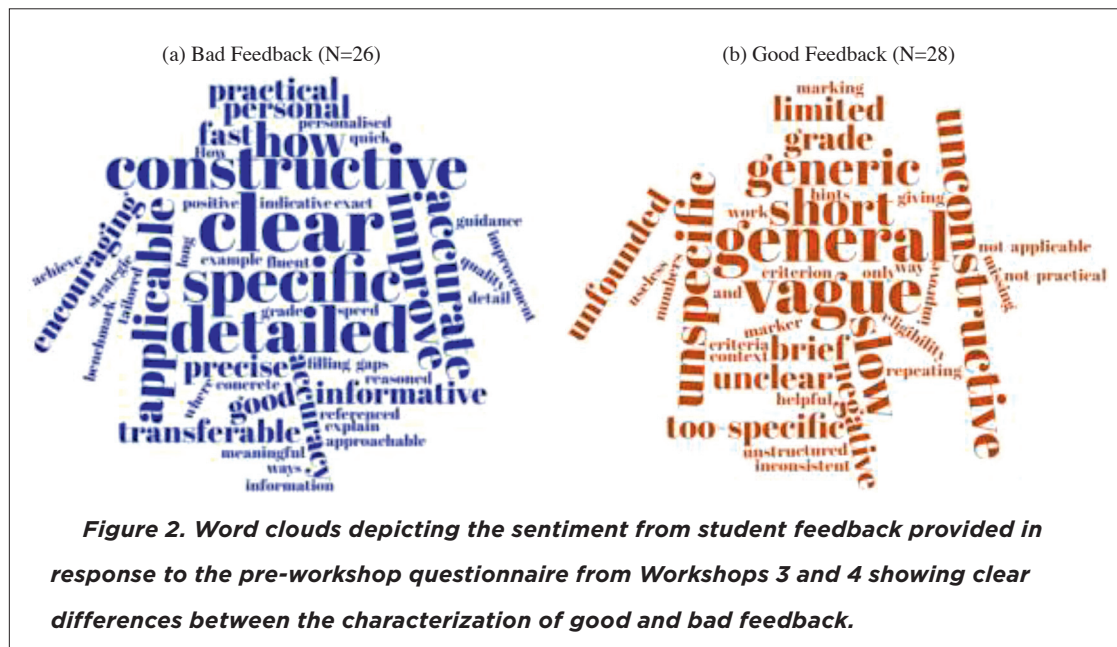 (a) Bad Feedback (N=26)
practical
personal
personalised
fast
how
quick
How
constructive
positive
indicative
exact
clear
encouraging
applicable
improve
accurate
guidance
improvement
achieve
strategic
tailored
benchmark
long
example
fluent
quality
detail
specific
grade
speed
detailed
precise
filling gaps
reasoned
where
concrete
good
accuracy
informative
referenced
explain
transferable
approachable
meaningful
ways
information
(b) Good Feedback (N=28)
marking
limited
grade
generic
hints
giving
work
short
unconstructive
unfounded
unspecific
general
not applicable
useless
numbers
criterion
only
way
missing
not practical
and
vague
marker
criteria
context
brief
slow
repeating
unclear
helpful
negative
too specific
unstructured
inconsistent
Figure 2. Word clouds depicting the sentiment from student feedback provided in
response to the pre-workshop questionnaire from Workshops 3 and 4 showing clear
differences between the characterization of good and bad feedback.